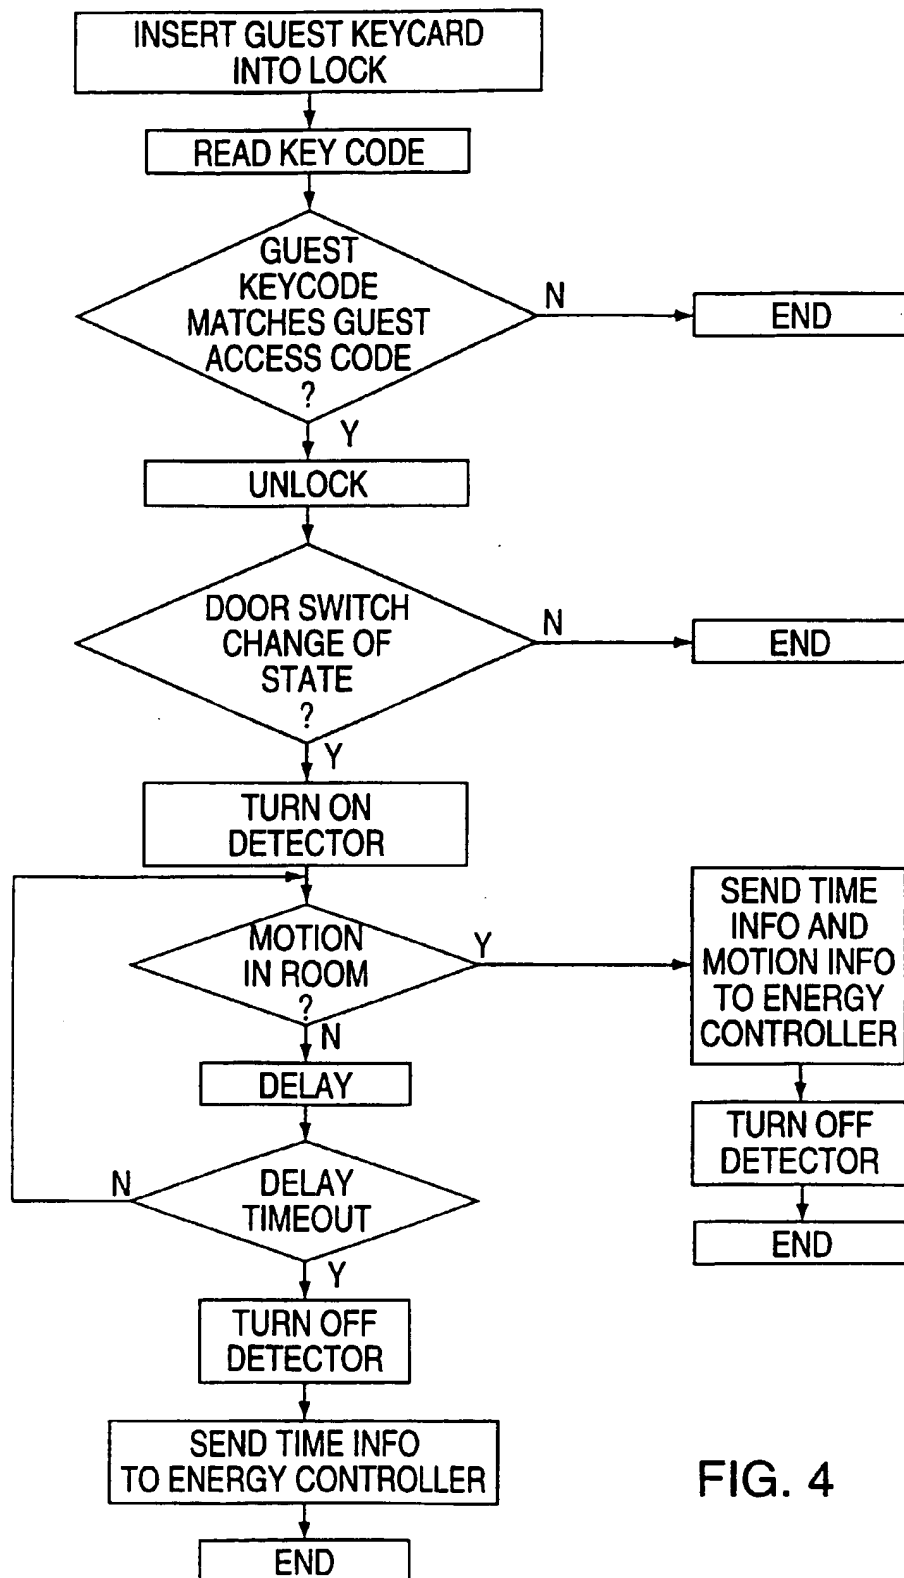 INSERT GUEST KEYCARD
INTO LOCK
READ KEY CODE
GUEST
KEYCODE
MATCHES GUEST
ACCESS CODE
?
N
END
Y
UNLOCK
DOOR SWITCH
CHANGE OF
STATE
?
N
END
Y
TURN ON
DETECTOR
MOTION
IN ROOM
?
Y
SEND TIME
INFO AND
MOTION INFO
TO ENERGY
CONTROLLER
N
DELAY
TURN OFF
DETECTOR
N
DELAY
TIMEOUT
END
Y
TURN OFF
DETECTOR
SEND TIME INFO
TO ENERGY CONTROLLER
END
FIG. 4